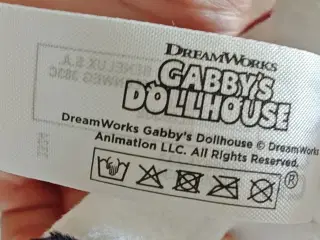 DREAMWORKS
GABBY'S
DOLLHOUSE
DreamWorks Gabby's Dollhouse © DreamWorks
Animation LLC. All Rights Reserved.
®